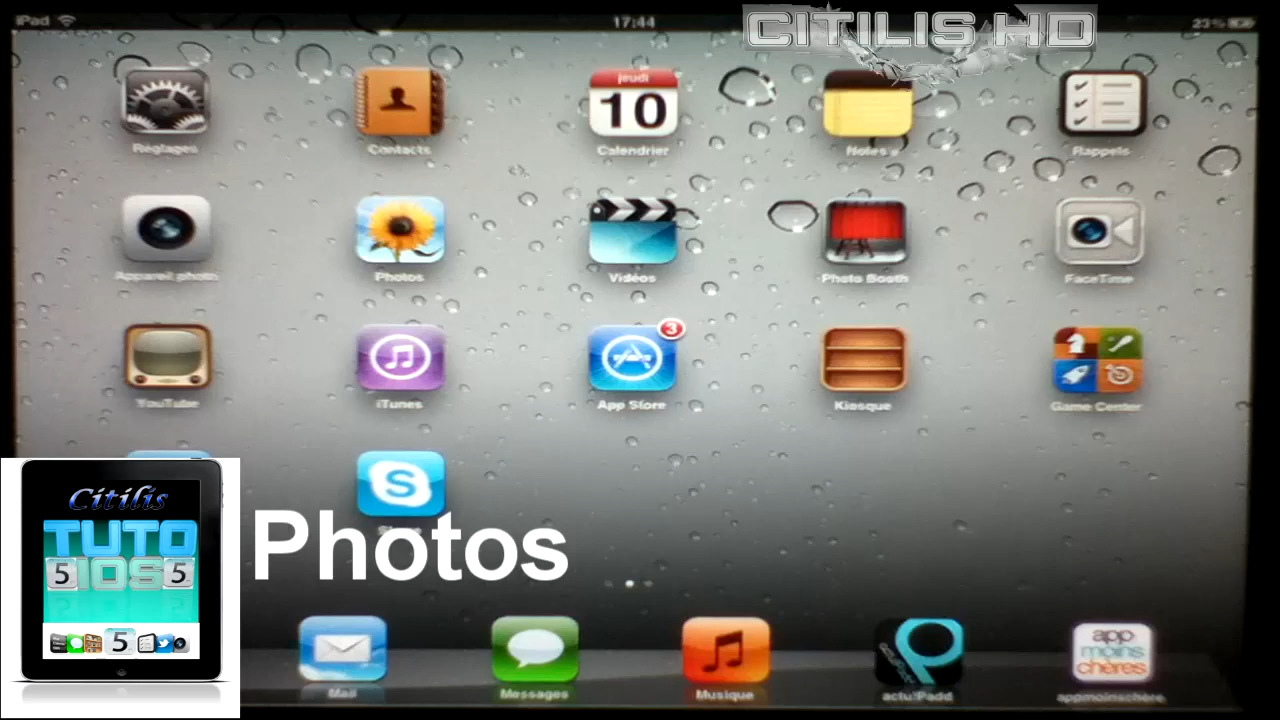 iPad 17:44 23%
CITILIS HD
jeudi
10
Réglages Contacts Calendrier Notes Rappels
Appareil photo Photos Vidéos Photo Booth FaceTime
3
YouTube iTunes App Store Kiosque Game Center
S
Citilis
TUTO
5 IOS 5
5
Photos
app
moins
chères
Mail Messages Musique actu iPadd appmoinschère